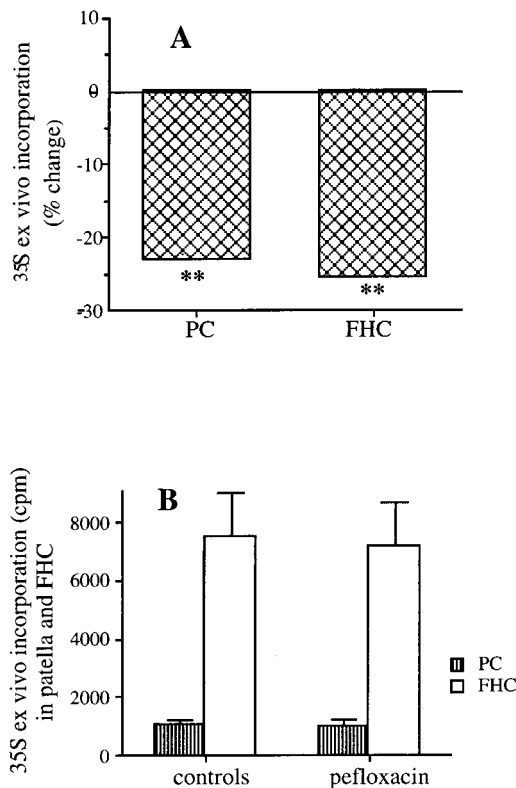 A
35S ex vivo incorporation
(% change)
10
0
-10
-20
-30
**
**
PC
FHC
B
35S ex vivo incorporation (cpm)
in patella and FHC
8000
6000
4000
2000
0
PC
FHC
controls
pefloxacin